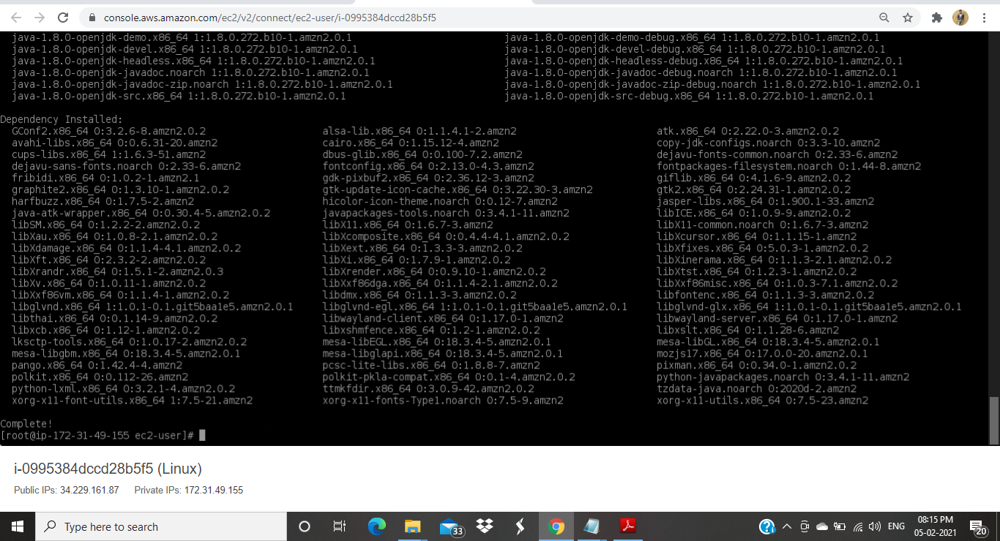 console.aws.amazon.com/ec2/v2/connect/ec2-user/i-0995384dccd28b5f5
java-1.8.0-openjdk-demo.x86_64 1:1.8.0.272.b10-1.amzn2.0.1 java-1.8.0-openjdk-demo-debug.x86_64 1:1.8.0.272.b10-1.amzn2.0.1
java-1.8.0-openjdk-devel.x86_64 1:1.8.0.272.b10-1.amzn2.0.1 java-1.8.0-openjdk-devel-debug.x86_64 1:1.8.0.272.b10-1.amzn2.0.1
java-1.8.0-openjdk-headless.x86_64 1:1.8.0.272.b10-1.amzn2.0.1 java-1.8.0-openjdk-headless-debug.x86_64 1:1.8.0.272.b10-1.amzn2.0.1
java-1.8.0-openjdk-javadoc.noarch 1:1.8.0.272.b10-1.amzn2.0.1 java-1.8.0-openjdk-javadoc-debug.noarch 1:1.8.0.272.b10-1.amzn2.0.1
java-1.8.0-openjdk-javadoc-zip.noarch 1:1.8.0.272.b10-1.amzn2.0.1 java-1.8.0-openjdk-javadoc-zip-debug.noarch 1:1.8.0.272.b10-1.amzn2.0.1
java-1.8.0-openjdk-src.x86_64 1:1.8.0.272.b10-1.amzn2.0.1 java-1.8.0-openjdk-src-debug.x86_64 1:1.8.0.272.b10-1.amzn2.0.1
Dependency Installed:
GConf2.x86_64 0:3.2.6-8.amzn2.0.2 alsa-lib.x86_64 0:1.1.4.1-2.amzn2 atk.x86_64 0:2.22.0-3.amzn2.0.2
avahi-libs.x86_64 0:0.6.31-20.amzn2 cairo.x86_64 0:1.15.12-4.amzn2 copy-jdk-configs.noarch 0:3.3-10.amzn2
cups-libs.x86_64 1:1.6.3-51.amzn2 dbus-glib.x86_64 0:0.100-7.2.amzn2 dejavu-fonts-common.noarch 0:2.33-6.amzn2
dejavu-sans-fonts.noarch 0:2.33-6.amzn2 fontconfig.x86_64 0:2.13.0-4.3.amzn2 fontpackages-filesystem.noarch 0:1.44-8.amzn2
fribidi.x86_64 0:1.0.2-1.amzn2.1 gdk-pixbuf2.x86_64 0:2.36.12-3.amzn2 giflib.x86_64 0:4.1.6-9.amzn2.0.2
graphite2.x86_64 0:1.3.10-1.amzn2.0.2 gtk-update-icon-cache.x86_64 0:3.22.30-3.amzn2 gtk2.x86_64 0:2.24.31-1.amzn2.0.2
harfbuzz.x86_64 0:1.7.5-2.amzn2 hicolor-icon-theme.noarch 0:0.12-7.amzn2 jasper-libs.x86_64 0:1.900.1-33.amzn2
java-atk-wrapper.x86_64 0:0.30.4-5.amzn2.0.2 javapackages-tools.noarch 0:3.4.1-11.amzn2 libICE.x86_64 0:1.0.9-9.amzn2.0.2
libSM.x86_64 0:1.2.2-2.amzn2.0.2 libX11.x86_64 0:1.6.7-3.amzn2 libX11-common.noarch 0:1.6.7-3.amzn2
libXau.x86_64 0:1.0.8-2.1.amzn2.0.2 libXcomposite.x86_64 0:0.4.4-4.1.amzn2.0.2 libXcursor.x86_64 0:1.1.15-1.amzn2
libXdamage.x86_64 0:1.1.4-4.1.amzn2.0.2 libXext.x86_64 0:1.3.3-3.amzn2.0.2 libXfixes.x86_64 0:5.0.3-1.amzn2.0.2
libXft.x86_64 0:2.3.2-2.amzn2.0.2 libXi.x86_64 0:1.7.9-1.amzn2.0.2 libXinerama.x86_64 0:1.1.3-2.1.amzn2.0.2
libXrandr.x86_64 0:1.5.1-2.amzn2.0.3 libXrender.x86_64 0:0.9.10-1.amzn2.0.2 libXtst.x86_64 0:1.2.3-1.amzn2.0.2
libXv.x86_64 0:1.0.11-1.amzn2.0.2 libXxf86dga.x86_64 0:1.1.4-2.1.amzn2.0.2 libXxf86misc.x86_64 0:1.0.3-7.1.amzn2.0.2
libXxf86vm.x86_64 0:1.1.4-1.amzn2.0.2 libdmx.x86_64 0:1.1.3-3.amzn2.0.2 libfontenc.x86_64 0:1.1.3-3.amzn2.0.2
libglvnd.x86_64 1:1.0.1-0.1.git5baa1e5.amzn2.0.1 libglvnd-egl.x86_64 1:1.0.1-0.1.git5baa1e5.amzn2.0.1 libglvnd-glx.x86_64 1:1.0.1-0.1.git5baa1e5.amzn2.0.1
libthai.x86_64 0:0.1.14-9.amzn2.0.2 libwayland-client.x86_64 0:1.17.0-1.amzn2 libwayland-server.x86_64 0:1.17.0-1.amzn2
libxcb.x86_64 0:1.12-1.amzn2.0.2 libxshmfence.x86_64 0:1.2-1.amzn2.0.2 libxslt.x86_64 0:1.1.28-6.amzn2
lksctp-tools.x86_64 0:1.0.17-2.amzn2.0.2 mesa-libEGL.x86_64 0:18.3.4-5.amzn2.0.1 mesa-libGL.x86_64 0:18.3.4-5.amzn2.0.1
mesa-libgbm.x86_64 0:18.3.4-5.amzn2.0.1 mesa-libglapi.x86_64 0:18.3.4-5.amzn2.0.1 mozjs17.x86_64 0:17.0.0-20.amzn2.0.1
pango.x86_64 0:1.42.4-4.amzn2 pcsc-lite-libs.x86_64 0:1.8.8-7.amzn2 pixman.x86_64 0:0.34.0-1.amzn2.0.2
polkit.x86_64 0:0.112-26.amzn2 polkit-pkla-compat.x86_64 0:0.1-4.amzn2.0.2 python-javapackages.noarch 0:3.4.1-11.amzn2
python-lxml.x86_64 0:3.2.1-4.amzn2.0.2 ttmkfdir.x86_64 0:3.0.9-42.amzn2.0.2 tzdata-java.noarch 0:2020d-2.amzn2
xorg-x11-font-utils.x86_64 1:7.5-21.amzn2 xorg-x11-fonts-Type1.noarch 0:7.5-9.amzn2 xorg-x11-utils.x86_64 0:7.5-23.amzn2
Complete!
[root@ip-172-31-49-155 ec2-user]#
i-0995384dccd28b5f5 (Linux)
Public IPs: 34.229.161.87 Private IPs: 172.31.49.155
Type here to search
33
ENG
08:15 PM
05-02-2021
20